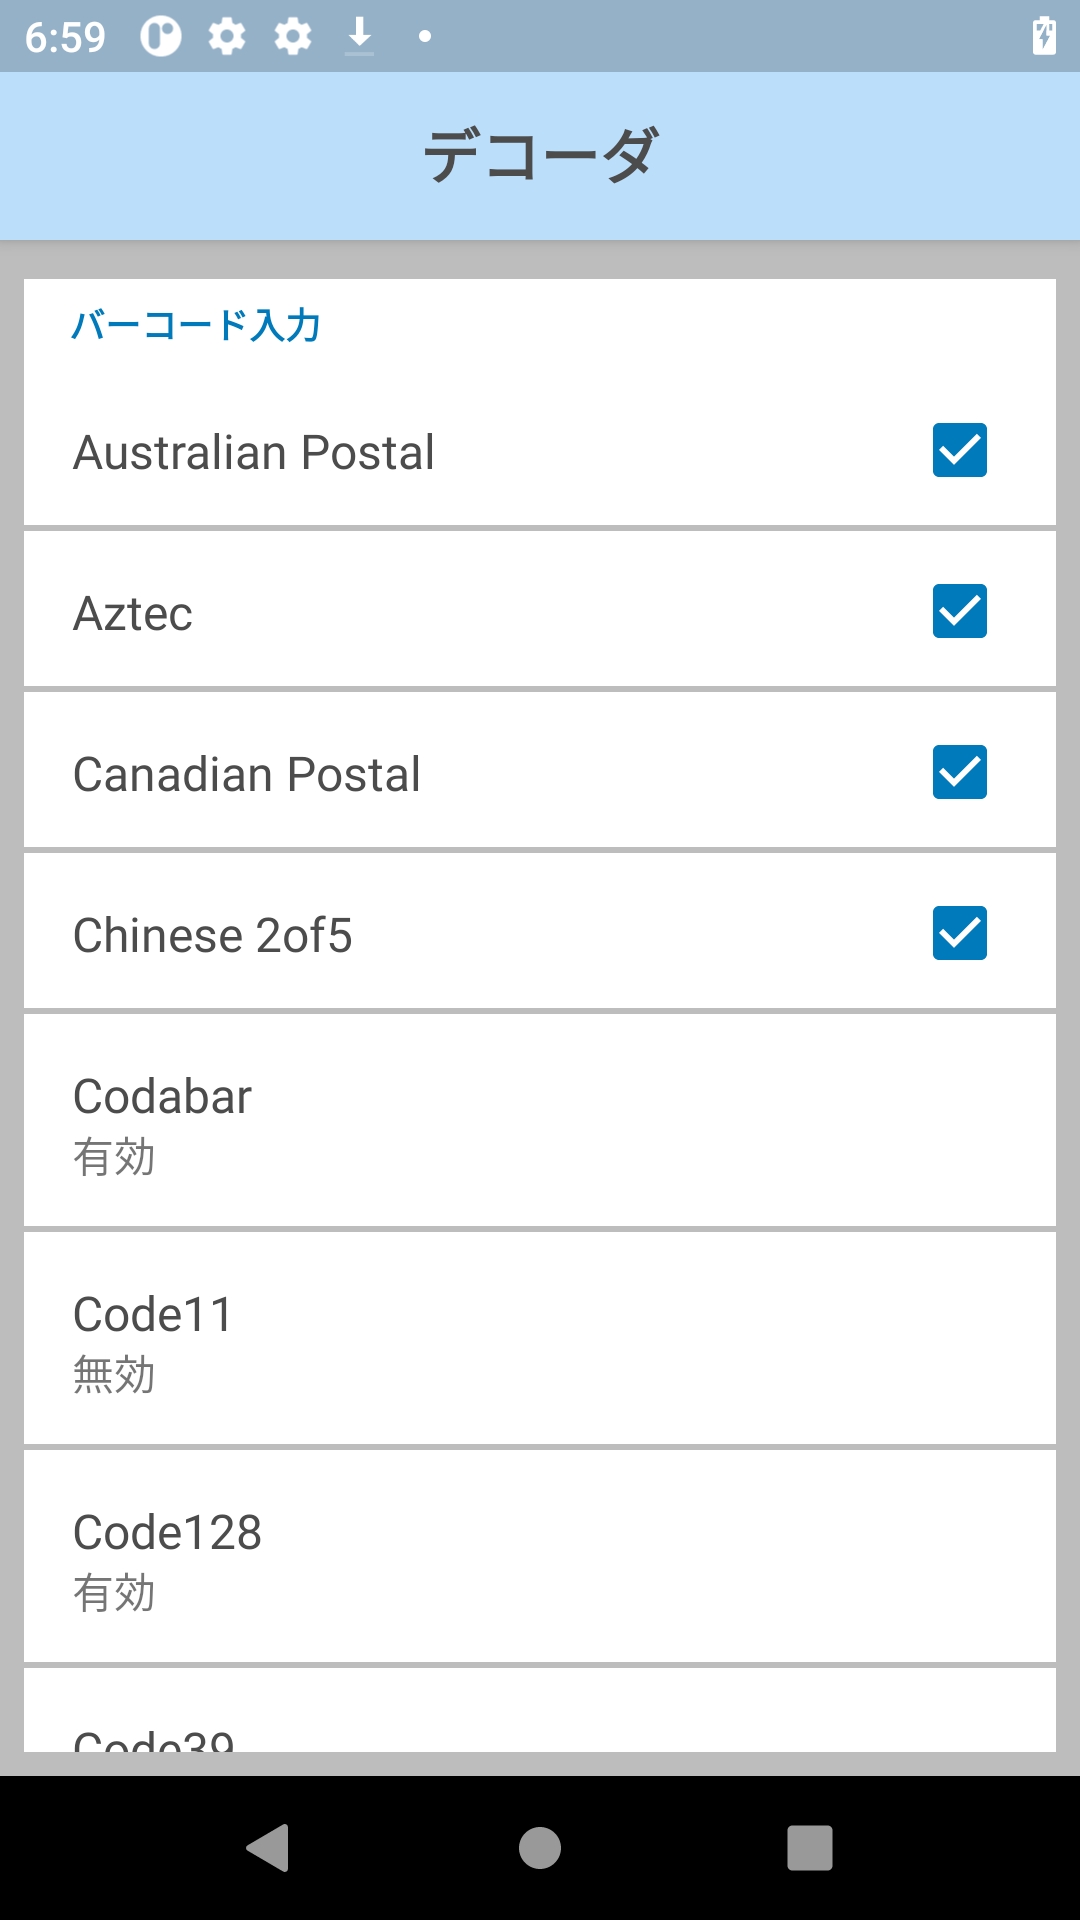 6:59
デコーダ
バーコード入力
Australian Postal
Aztec
Canadian Postal
Chinese 2of5
Codabar
有効
Code11
無効
Code128
有効
Code39